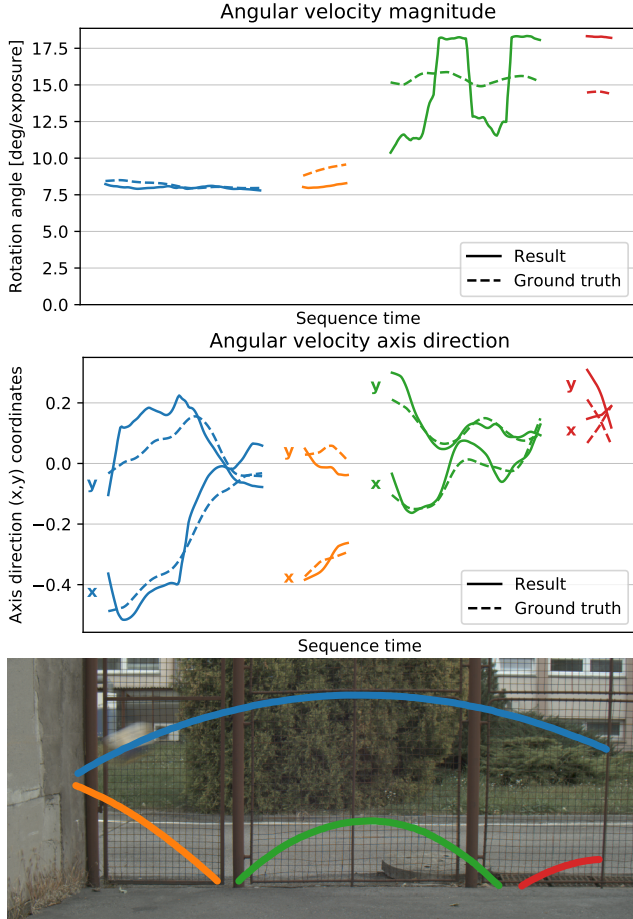 Angular velocity magnitude
Rotation angle [deg/exposure]
17.5
15.0
12.5
10.0
7.5
5.0
2.5
0.0
Result
Ground truth
Sequence time
Angular velocity axis direction
Axis direction (x,y) coordinates
0.2
0.0
−0.2
−0.4
y
x
y
x
y
x
y
x
Result
Ground truth
Sequence time